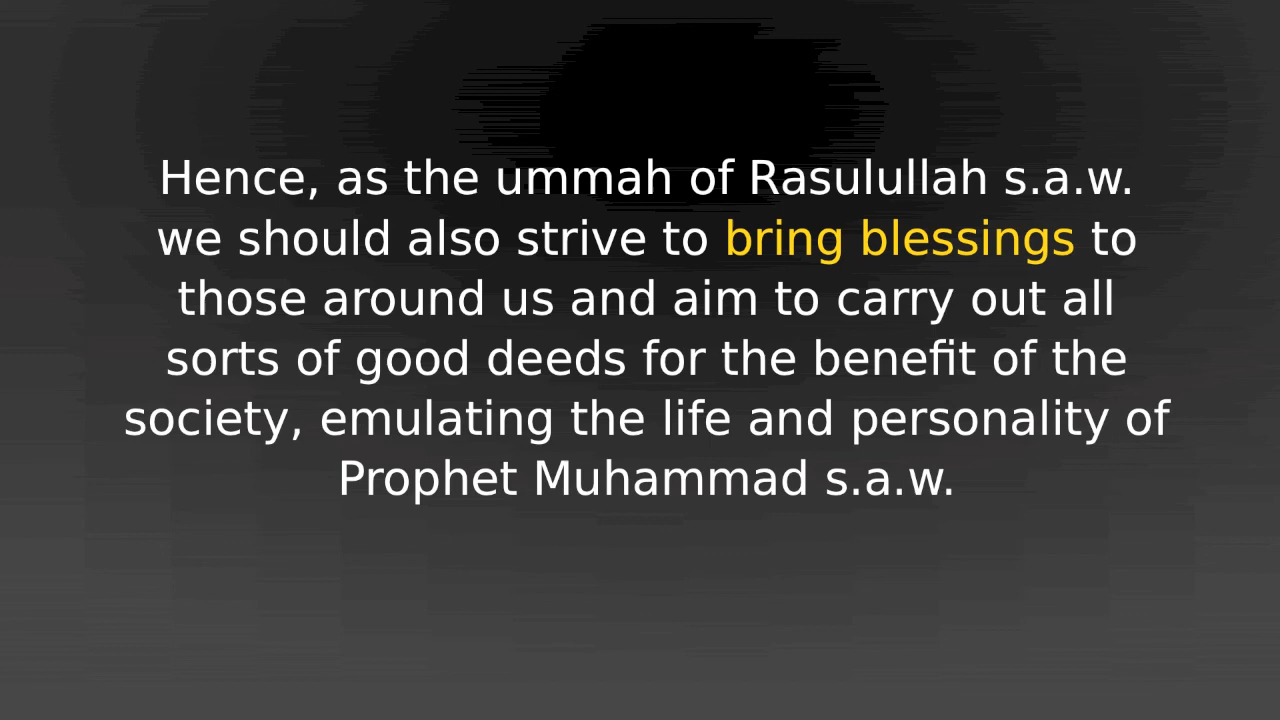 Hence, as the ummah of Rasulullah s.a.w.
we should also strive to bring blessings to
those around us and aim to carry out all
sorts of good deeds for the benefit of the
society, emulating the life and personality of
Prophet Muhammad s.a.w.